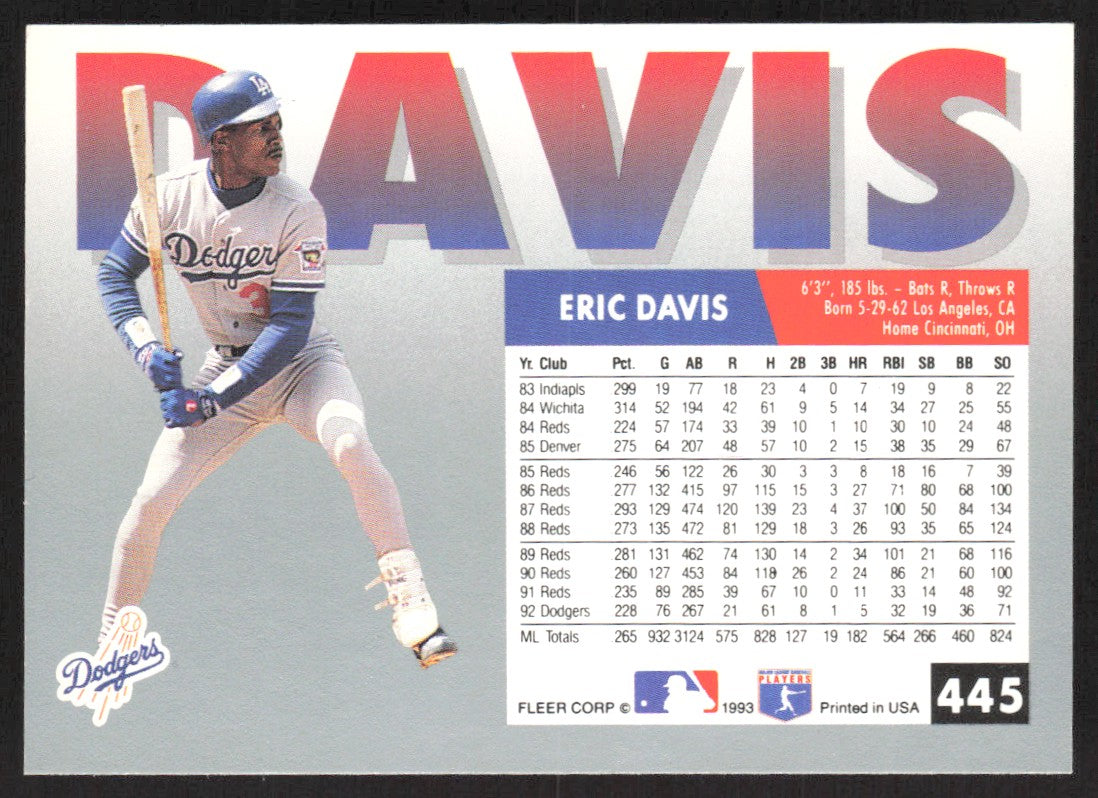 DAVIS
LA
Dodgers
3
ERIC DAVIS
6'3", 185 lbs. – Bats R, Throws R
Born 5-29-62 Los Angeles, CA
Home Cincinnati, OH
Yr. Club Pct. G AB R H 2B 3B HR RBI SB BB SO
83 Indiapls 299 19 77 18 23 4 0 7 19 9 8 22
84 Wichita 314 52 194 42 61 9 5 14 34 27 25 55
84 Reds 224 57 174 33 39 10 1 10 30 10 24 48
85 Denver 275 64 207 48 57 10 2 15 38 35 29 67
85 Reds 246 56 122 26 30 3 3 8 18 16 7 39
86 Reds 277 132 415 97 115 15 3 27 71 80 68 100
87 Reds 293 129 474 120 139 23 4 37 100 50 84 134
88 Reds 273 135 472 81 129 18 3 26 93 35 65 124
89 Reds 281 131 462 74 130 14 2 34 101 21 68 116
90 Reds 260 127 453 84 118 26 2 24 86 21 60 100
91 Reds 235 89 285 39 67 10 0 11 33 14 48 92
92 Dodgers 228 76 267 21 61 8 1 5 32 19 36 71
ML Totals 265 932 3124 575 828 127 19 182 564 266 460 824
Dodgers
FLEER CORP © 1993 MAJOR LEAGUE BASEBALL PLAYERS Printed in USA 445